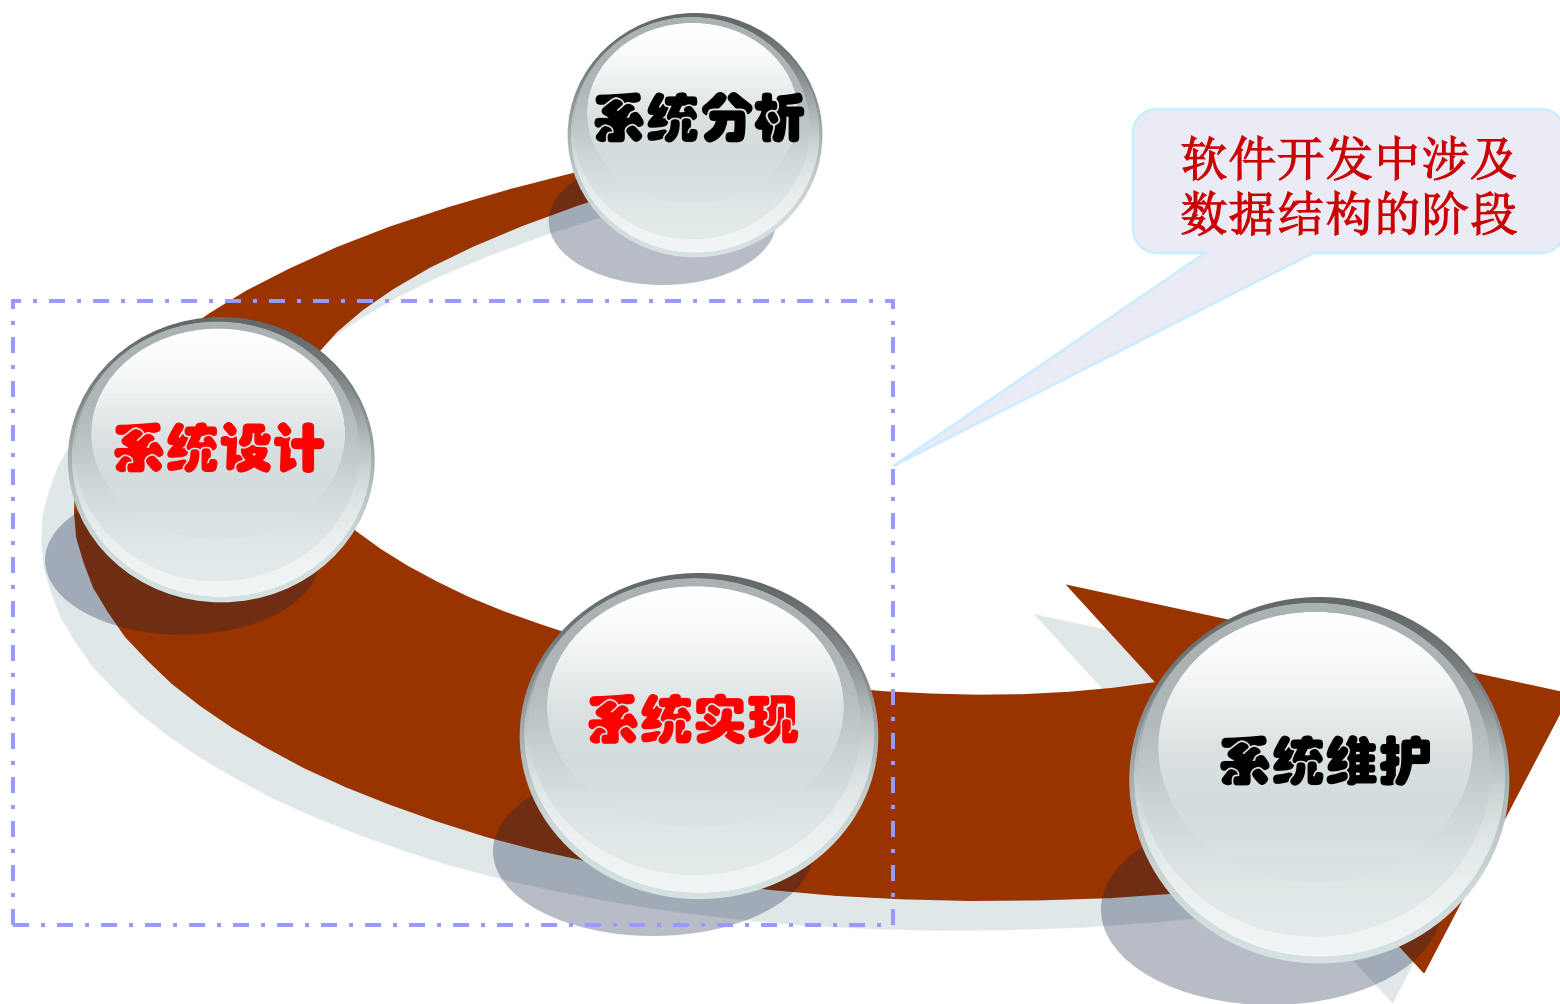 系统分析
软件开发中涉及
数据结构的阶段
系统设计
系统实现
系统维护